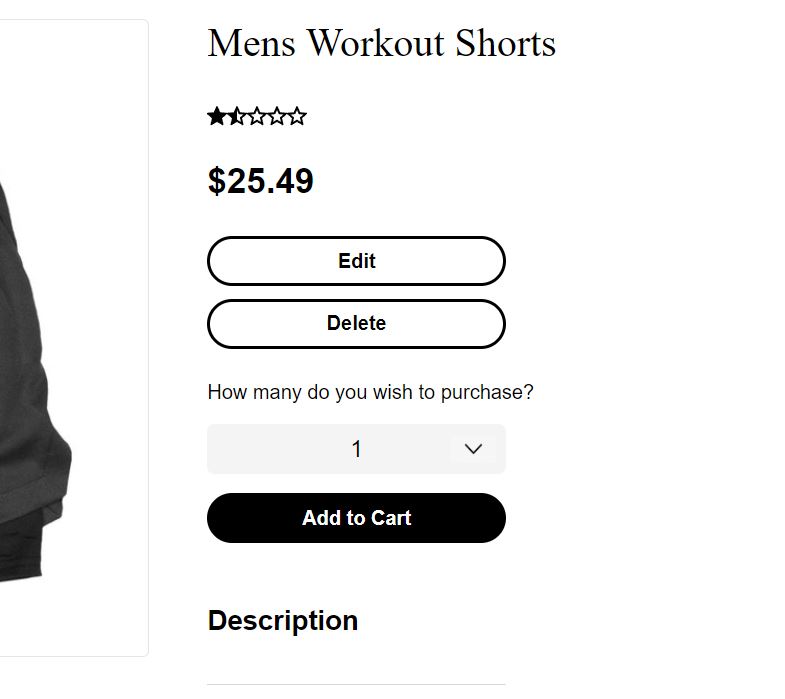 Mens Workout Shorts
$25.49
Edit
Delete
How many do you wish to purchase?
1
Add to Cart
Description